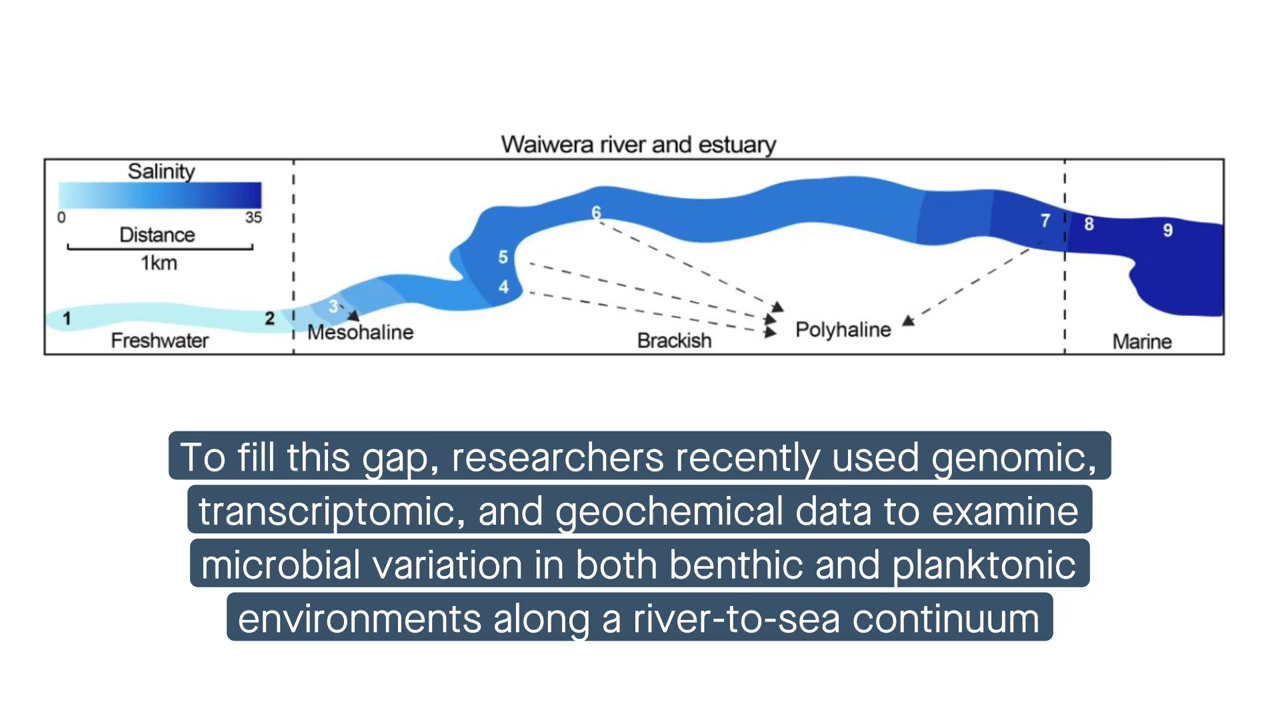 Waiwera river and estuary
Salinity
0 35
Distance
1km
1
2
3
4
5
6
7
8
9
Freshwater
Mesohaline
Brackish
Polyhaline
Marine
To fill this gap, researchers recently used genomic,
transcriptomic, and geochemical data to examine
microbial variation in both benthic and planktonic
environments along a river-to-sea continuum